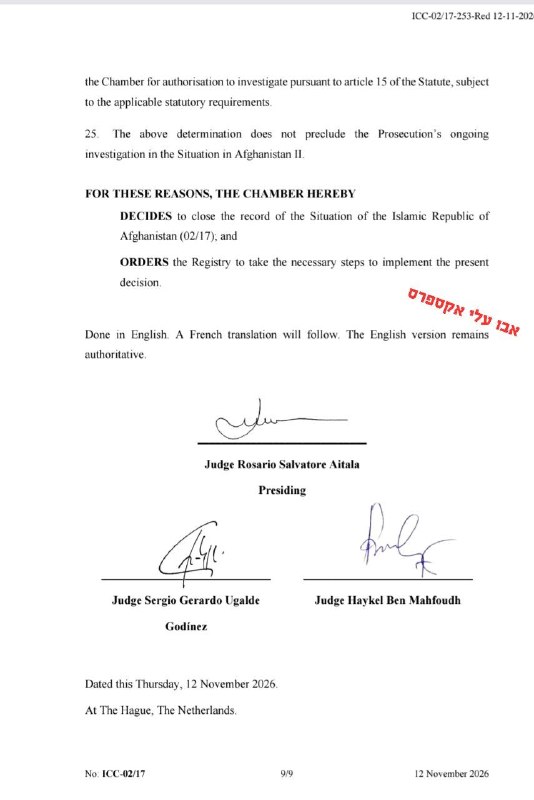 ICC-02/17-253-Red 12-11-202
the Chamber for authorisation to investigate pursuant to article 15 of the Statute, subject
to the applicable statutory requirements.
25. The above determination does not preclude the Prosecution's ongoing
investigation in the Situation in Afghanistan II.
FOR THESE REASONS, THE CHAMBER HEREBY
DECIDES to close the record of the Situation of the Islamic Republic of
Afghanistan (02/17); and
ORDERS the Registry to take the necessary steps to implement the present
decision.
אבו עלי אקספרס
Done in English. A French translation will follow. The English version remains
authoritative.
Judge Rosario Salvatore Aitala
Presiding
Judge Sergio Gerardo Ugalde
Godínez
Judge Haykel Ben Mahfoudh
Dated this Thursday, 12 November 2026.
At The Hague, The Netherlands.
No. ICC-02/17
9/9
12 November 2026